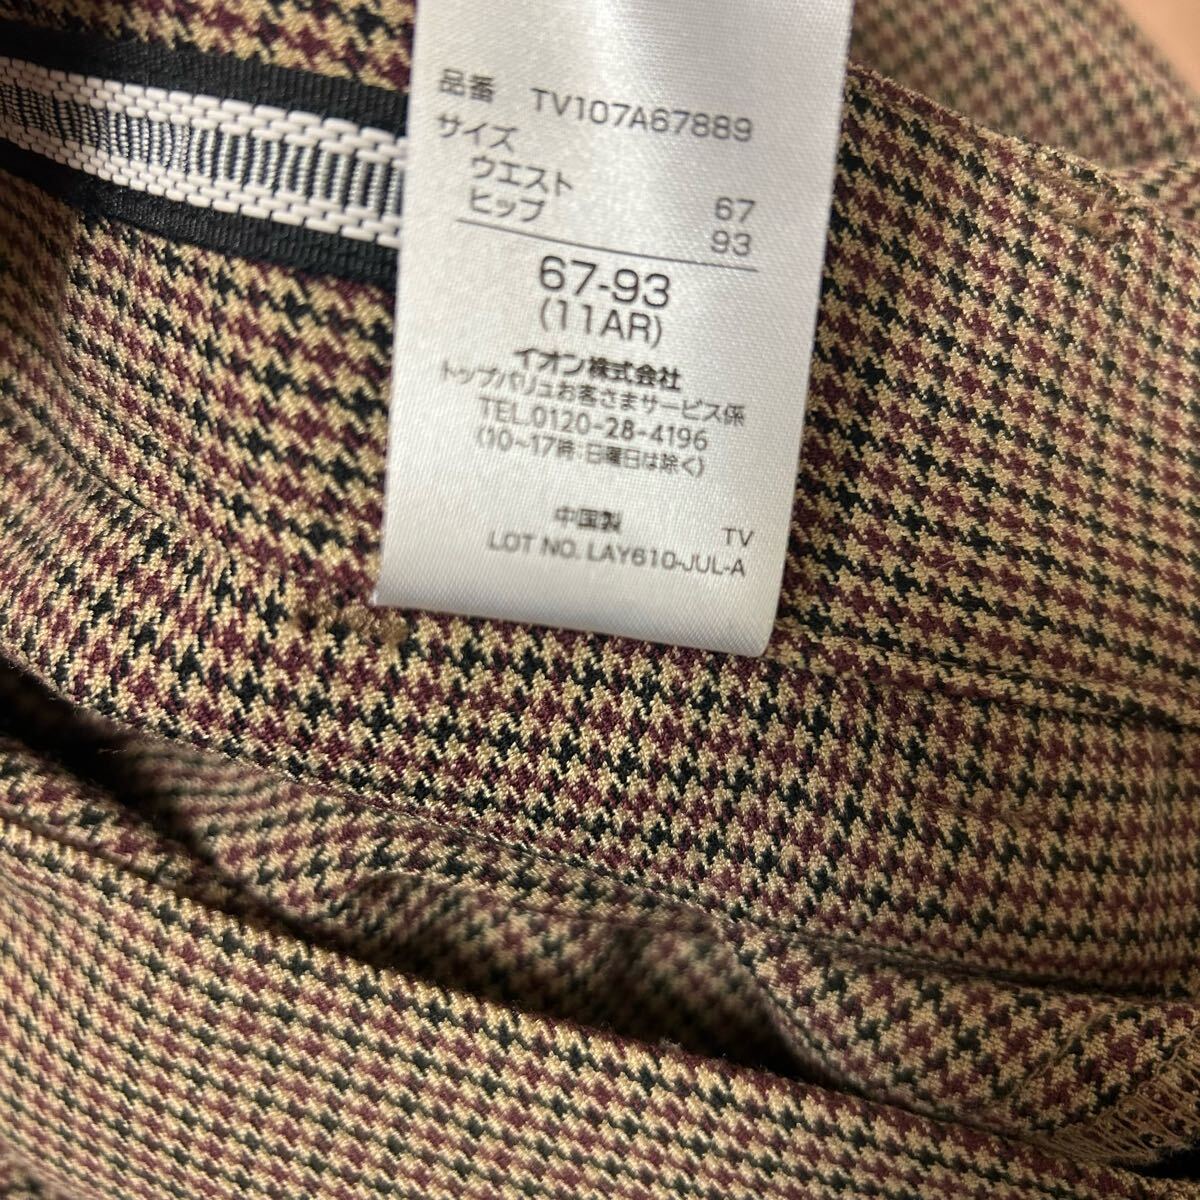 品番 TV107A67889
サイズ
ウエスト 67
ヒップ 93
67-93
(11AR)
イオン株式会社
トップバリュお客さまサービス係
TEL.0120-28-4196
(10~17時:日曜日は除く)
中国製 TV
LOT NO. LAY610-JUL-A